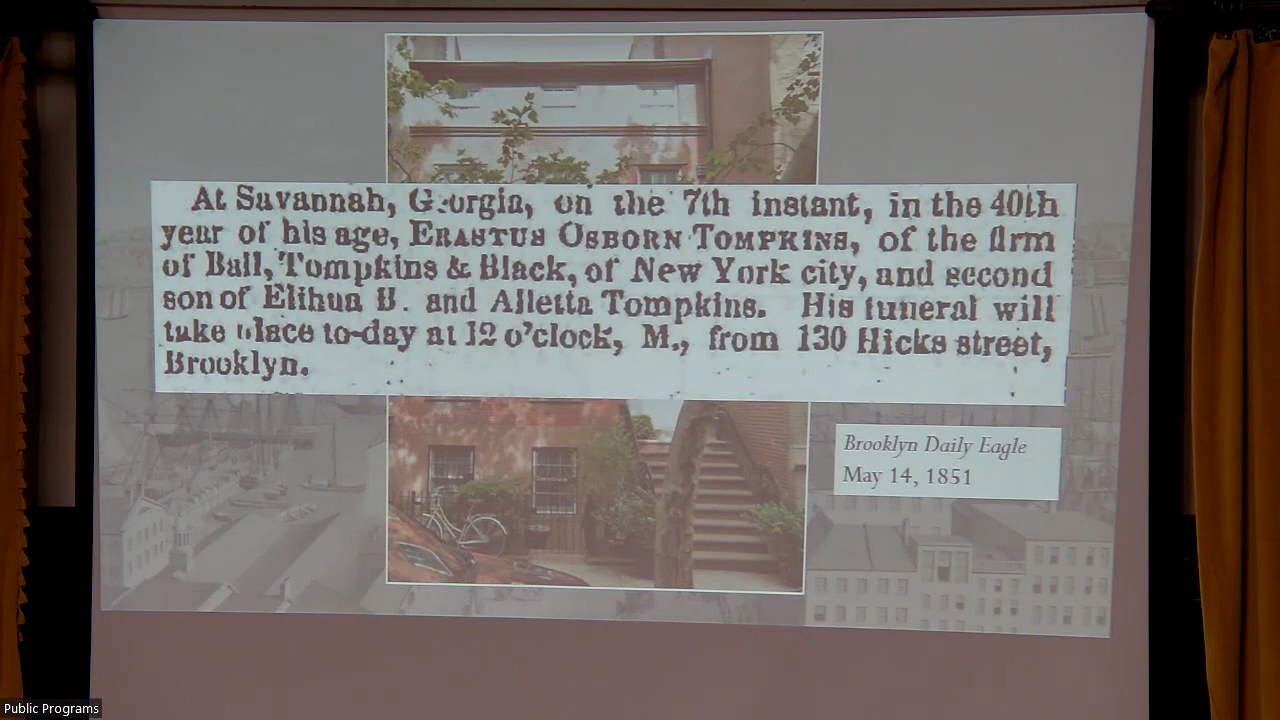 At Savannah, Georgia, on the 7th instant, in the 40th
year of his age, ERASTUS OSBORN TOMPKINS, of the firm
of Ball, Tompkins & Black, of New York city, and second
son of Elihua B. and Alletta Tompkins. His funeral will
take place to-day at 12 o'clock, M., from 130 Hicks street,
Brooklyn.
Brooklyn Daily Eagle
May 14, 1851
Public Programs